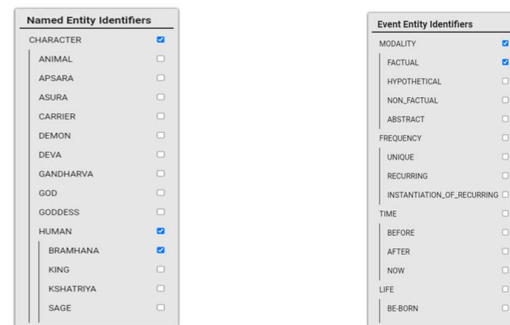 Named Entity Identifiers
CHARACTER
ANIMAL
APSARA
ASURA
CARRIER
DEMON
DEVA
GANDHARVA
GOD
GODDESS
HUMAN
BRAMHANA
KING
KSHATRIYA
SAGE
Event Entity Identifiers
MODALITY
FACTUAL
HYPOTHETICAL
NON_FACTUAL
ABSTRACT
FREQUENCY
UNIQUE
RECURRING
INSTANTIATION_OF_RECURRING
TIME
BEFORE
AFTER
NOW
LIFE
BE-BORN